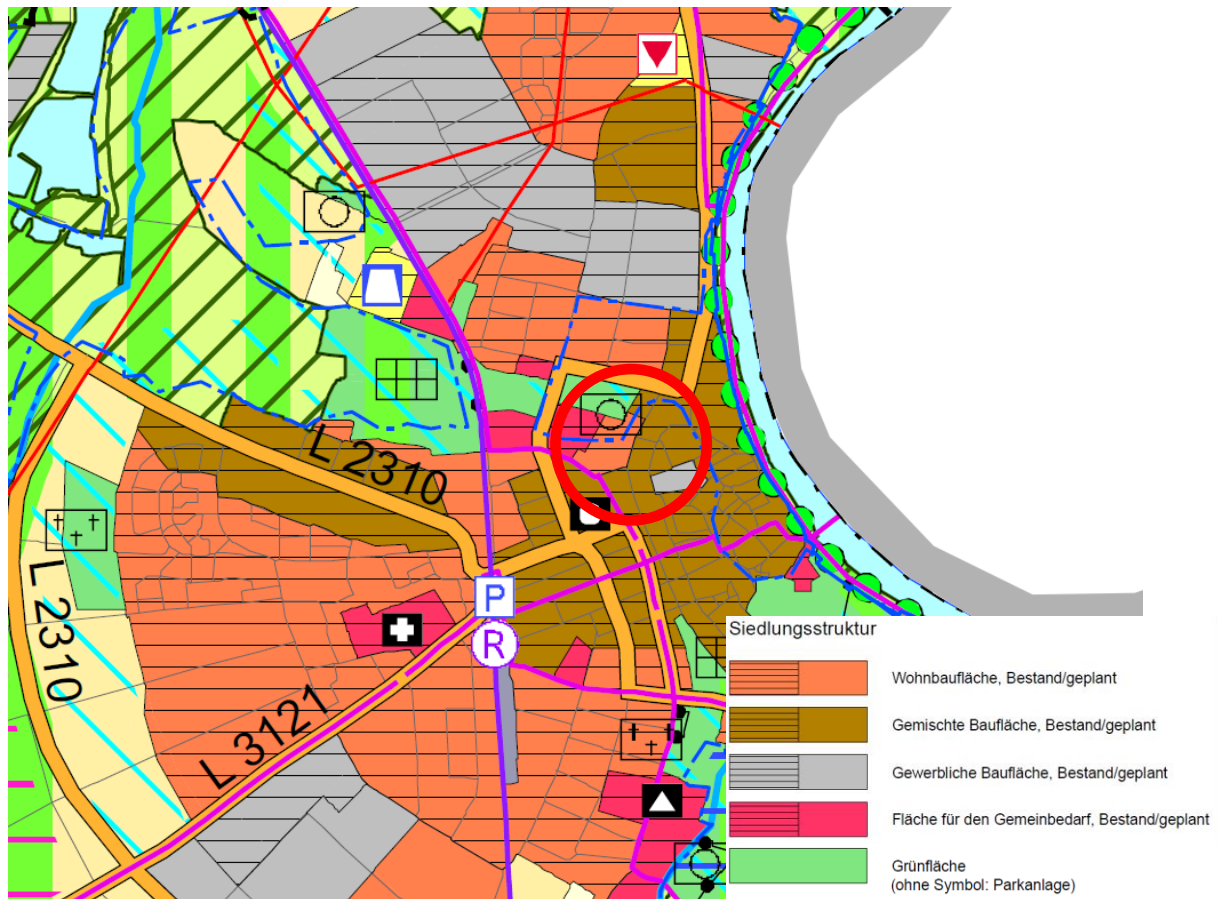 L 2310
L 2310
P
R
L 3121
Siedlungsstruktur
Wohnbaufläche, Bestand/geplant
Gemischte Baufläche, Bestand/geplant
Gewerbliche Baufläche, Bestand/geplant
Fläche für den Gemeinbedarf, Bestand/geplant
Grünfläche
(ohne Symbol: Parkanlage)